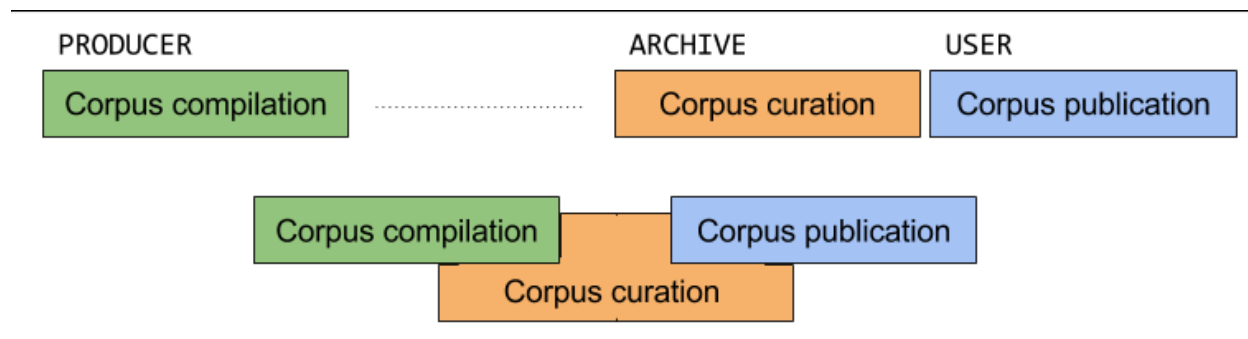 PRODUCER ARCHIVE USER
Corpus compilation Corpus curation Corpus publication
Corpus compilation Corpus publication
Corpus curation